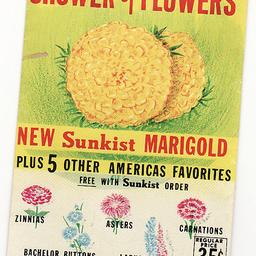 SHOWER of FLOWERS
NEW Sunkist MARIGOLD
PLUS 5 OTHER AMERICAS FAVORITES
FREE WITH Sunkist ORDER
ZINNIAS
ASTERS
CARNATIONS
BACHELOR BUTTONS
REGULAR
PRICE
25¢